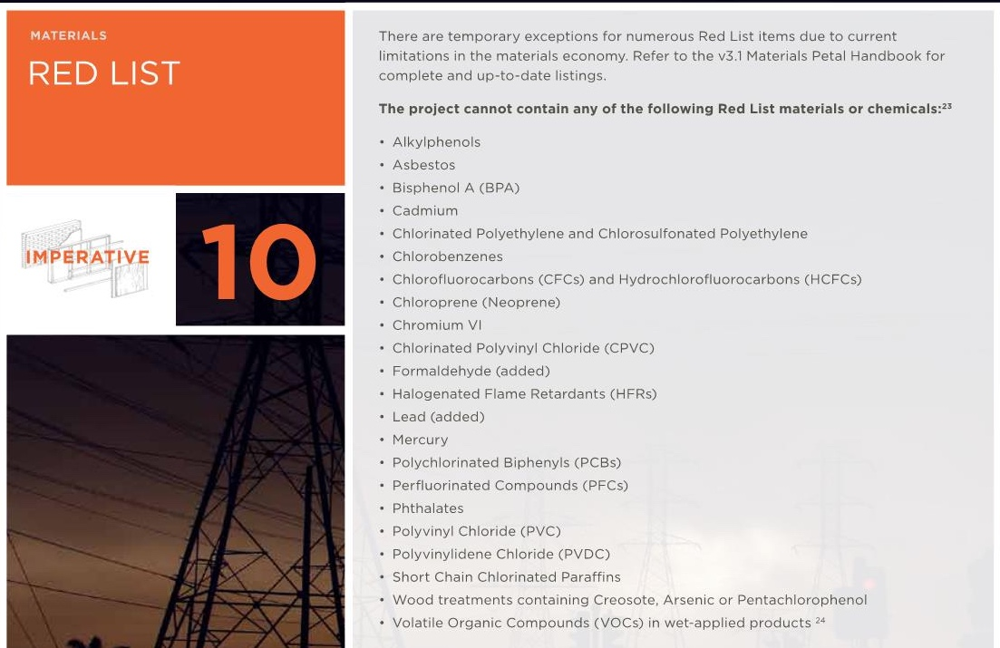 MATERIALS
RED LIST
IMPERATIVE
10
There are temporary exceptions for numerous Red List items due to current
limitations in the materials economy. Refer to the v3.1 Materials Petal Handbook for
complete and up-to-date listings.
The project cannot contain any of the following Red List materials or chemicals:²³
• Alkylphenols
• Asbestos
• Bisphenol A (BPA)
• Cadmium
• Chlorinated Polyethylene and Chlorosulfonated Polyethylene
• Chlorobenzenes
• Chlorofluorocarbons (CFCs) and Hydrochlorofluorocarbons (HCFCs)
• Chloroprene (Neoprene)
• Chromium VI
• Chlorinated Polyvinyl Chloride (CPVC)
• Formaldehyde (added)
• Halogenated Flame Retardants (HFRs)
• Lead (added)
• Mercury
• Polychlorinated Biphenyls (PCBs)
• Perfluorinated Compounds (PFCs)
• Phthalates
• Polyvinyl Chloride (PVC)
• Polyvinylidene Chloride (PVDC)
• Short Chain Chlorinated Paraffins
• Wood treatments containing Creosote, Arsenic or Pentachlorophenol
• Volatile Organic Compounds (VOCs) in wet-applied products ²⁴